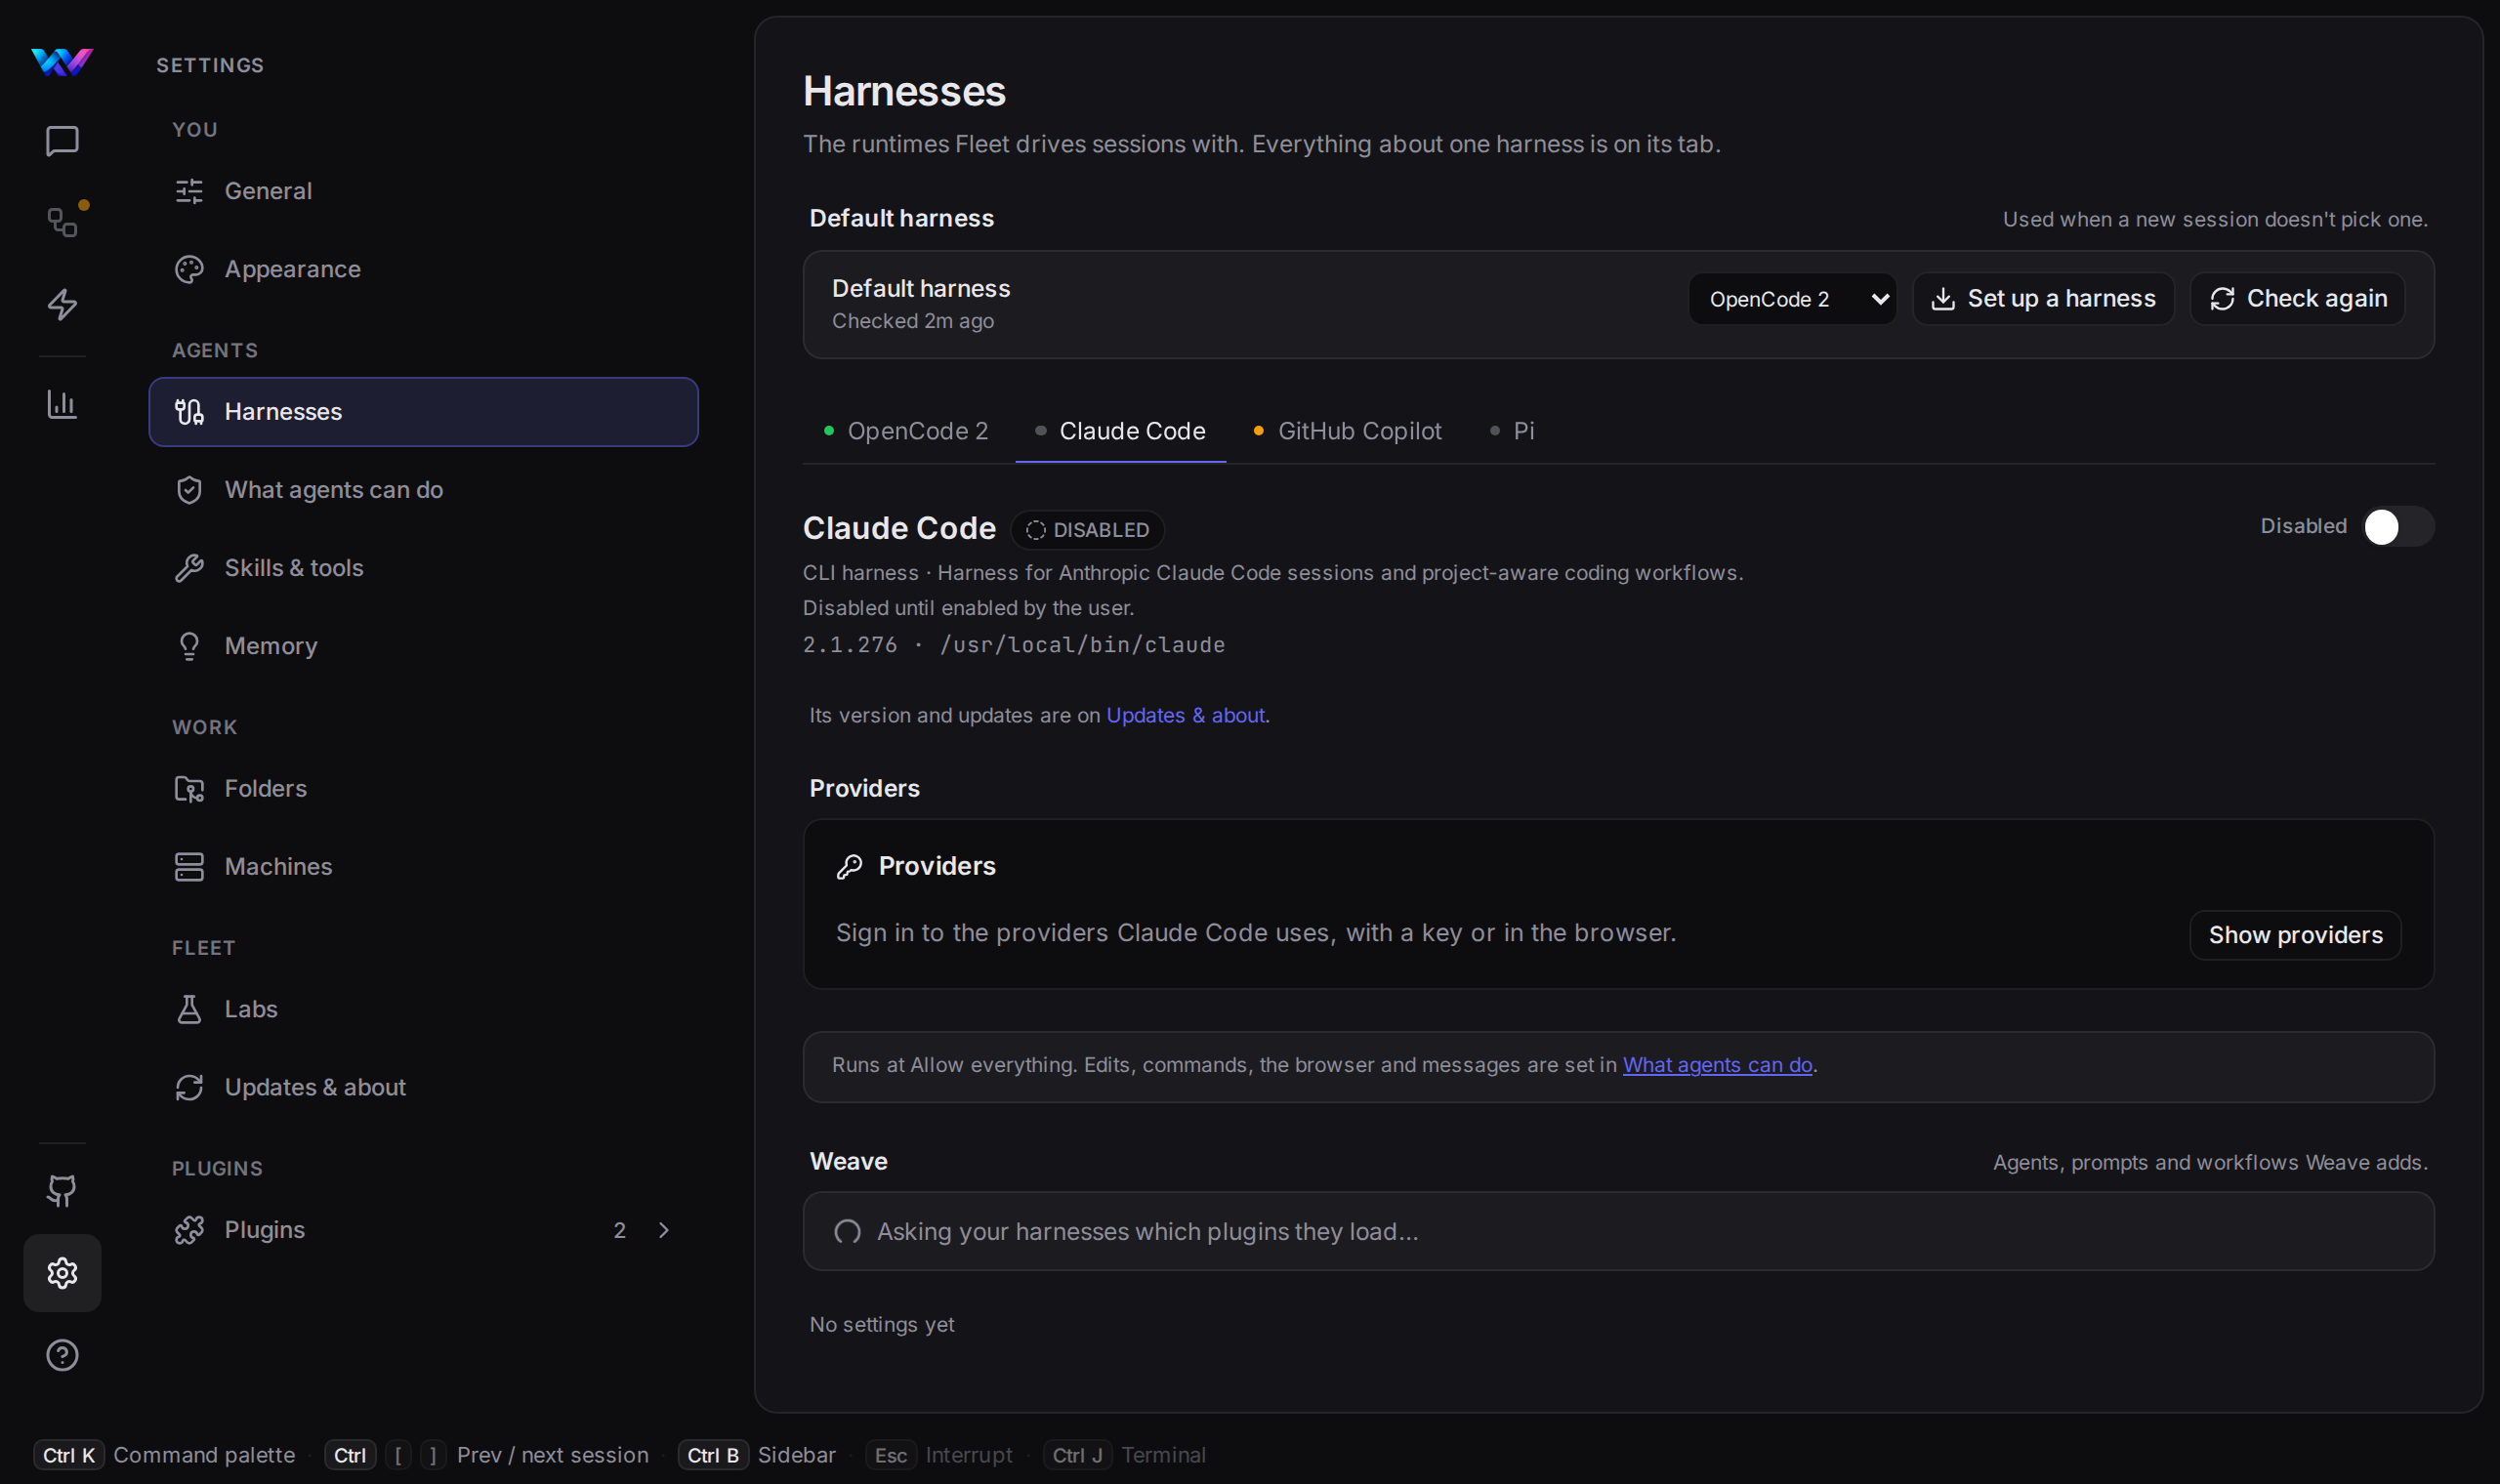 SETTINGS
YOU
General
Appearance
AGENTS
Harnesses
What agents can do
Skills & tools
Memory
WORK
Folders
Machines
FLEET
Labs
Updates & about
PLUGINS
Plugins 2
Harnesses
The runtimes Fleet drives sessions with. Everything about one harness is on its tab.
Default harness Used when a new session doesn't pick one.
Default harness
Checked 2m ago
OpenCode 2 Set up a harness Check again
OpenCode 2 Claude Code GitHub Copilot Pi
Claude Code DISABLED Disabled
CLI harness · Harness for Anthropic Claude Code sessions and project-aware coding workflows.
Disabled until enabled by the user.
2.1.276 · /usr/local/bin/claude
Its version and updates are on Updates & about.
Providers
Providers
Sign in to the providers Claude Code uses, with a key or in the browser. Show providers
Runs at Allow everything. Edits, commands, the browser and messages are set in What agents can do.
Weave Agents, prompts and workflows Weave adds.
Asking your harnesses which plugins they load...
No settings yet
Ctrl K Command palette · Ctrl [ ] Prev / next session · Ctrl B Sidebar · Esc Interrupt · Ctrl J Terminal